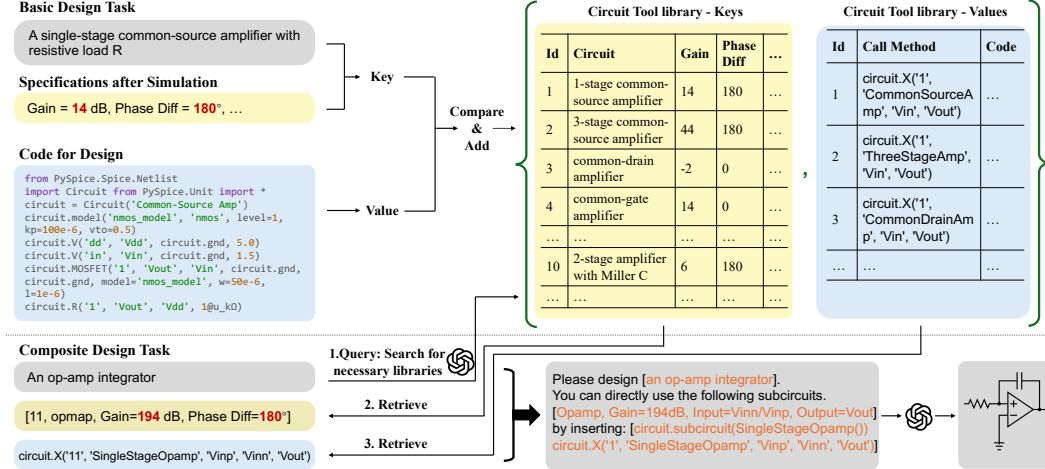 Basic Design Task
A single-stage common-source amplifier with
resistive load R
Specifications after Simulation
Gain = 14 dB, Phase Diff = 180°, …
Code for Design
from PySpice.Spice.Netlist
import Circuit from PySpice.Unit import *
circuit = Circuit('Common-Source Amp')
circuit.model('nmos_model', 'nmos', level=1,
kp=100e-6, vto=0.5)
circuit.V('dd', 'Vdd', circuit.gnd, 5.0)
circuit.V('in', 'Vin', circuit.gnd, 1.5)
circuit.MOSFET('1', 'Vout', 'Vin', circuit.gnd,
circuit.gnd, model='nmos_model', w=50e-6,
l=1e-6)
circuit.R('1', 'Vout', 'Vdd', 1@u_kΩ)
Key
Value
Compare
&
Add
Circuit Tool library - Keys
Id Circuit Gain Phase
Diff …
1 1-stage common-
source amplifier 14 180 …
2 3-stage common-
source amplifier 44 180 …
3 common-drain
amplifier -2 0 …
4 common-gate
amplifier 14 0 …
… … … … …
10 2-stage amplifier
with Miller C 6 180 …
… … … … …
,
Circuit Tool library - Values
Id Call Method Code
1 circuit.X('1',
'CommonSourceA
mp', 'Vin', 'Vout') …
2 circuit.X('1',
'ThreeStageAmp',
'Vin', 'Vout') …
3 circuit.X('1',
'CommonDrainAm
p', 'Vin', 'Vout') …
… … …
Composite Design Task
An op-amp integrator
[11, opmap, Gain=194 dB, Phase Diff=180°]
circuit.X('11', 'SingleStageOpamp', 'Vinp', 'Vinn', 'Vout')
1.Query: Search for
necessary libraries
2. Retrieve
3. Retrieve
Please design [an op-amp integrator].
You can directly use the following subcircuits.
[Opamp, Gain=194dB, Input=Vinn/Vinp, Output=Vout]
by inserting: [circuit.subcircuit(SingleStageOpamp())
circuit.X('1', 'SingleStageOpamp', 'Vinp', 'Vinn', 'Vout')]